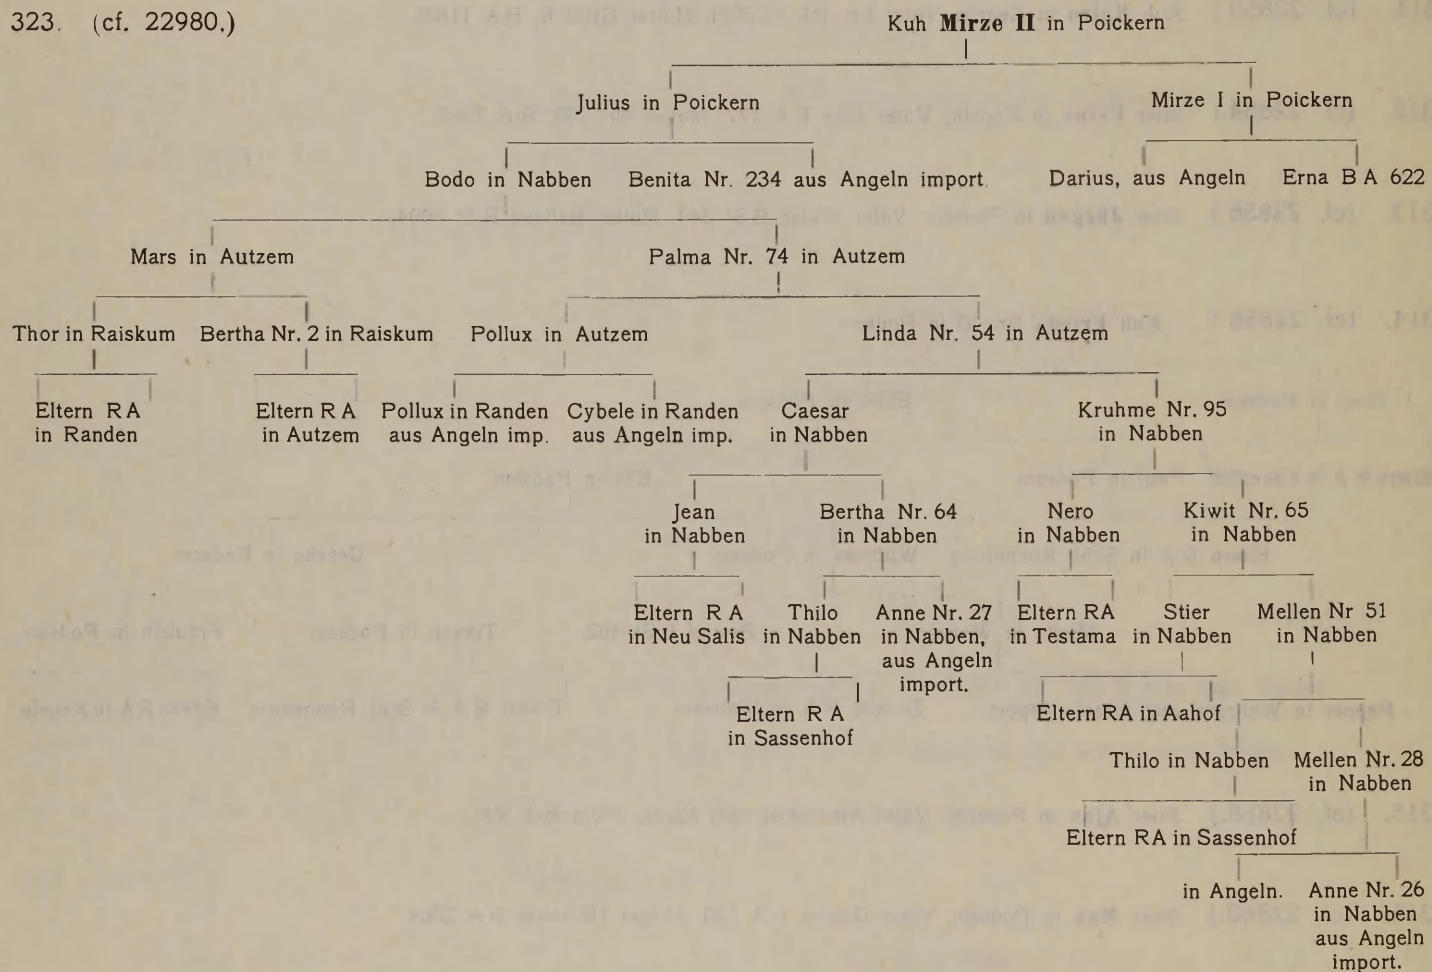 323. (cf. 22980.)
Kuh Mirze II in Poickern
Julius in Poickern
Mirze I in Poickern
Bodo in Nabben
Benita Nr. 234 aus Angeln import.
Darius, aus Angeln
Erna B A 622
Mars in Autzem
Palma Nr. 74 in Autzem
Thor in Raiskum
Bertha Nr. 2 in Raiskum
Pollux in Autzem
Linda Nr. 54 in Autzem
Eltern R A
in Randen
Eltern R A
in Autzem
Pollux in Randen
aus Angeln imp.
Cybele in Randen
aus Angeln imp.
Caesar
in Nabben
Kruhme Nr. 95
in Nabben
Jean
in Nabben
Bertha Nr. 64
in Nabben
Nero
in Nabben
Kiwit Nr. 65
in Nabben
Eltern R A
in Neu Salis
Thilo
in Nabben
Anne Nr. 27
in Nabben,
aus Angeln
import.
Eltern RA
in Testama
Stier
in Nabben
Mellen Nr 51
in Nabben
Eltern R A
in Sassenhof
Eltern RA in Aahof
Thilo in Nabben
Mellen Nr. 28
in Nabben
Eltern RA in Sassenhof
in Angeln.
Anne Nr. 26
in Nabben
aus Angeln
import.